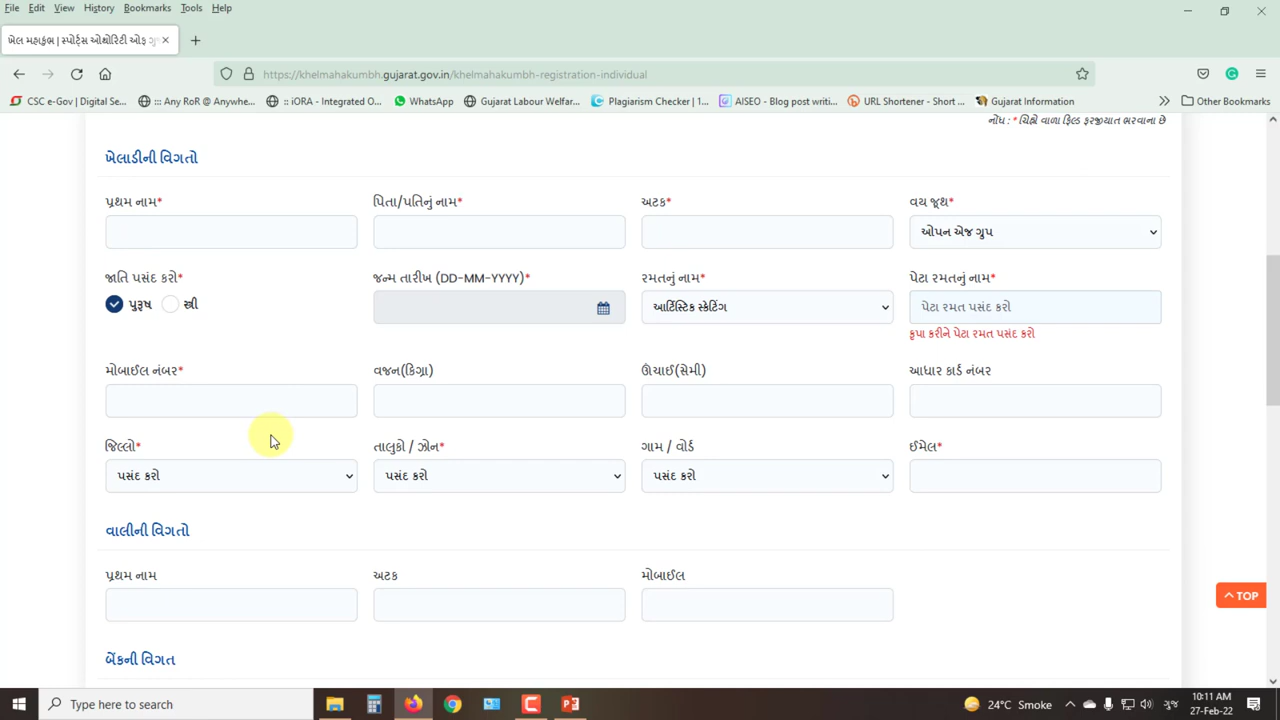 File Edit View History Bookmarks Tools Help
ખેલ મહાકુંભ | સ્પોર્ટ્સ ઓથોરિટી ઓફ ગુ
https://khelmahakumbh.gujarat.gov.in/khelmahakumbh-registration-individual
CSC e-Gov | Digital Se... ::: Any RoR @ Anywhe... :: iORA - Integrated O... WhatsApp Gujarat Labour Welfar... Plagiarism Checker | 1... AISEO - Blog post writi... URL Shortener - Short ... Gujarat Information Other Bookmarks
નોંધ : * ચિહ્નો વાળા ફિલ્ડ ફરજીયાત ભરવાના છે
ખેલાડીની વિગતો
પ્રથમ નામ* પિતા/પતિનું નામ* અટક* વય જૂથ*
ઓપન એજ ગ્રુપ
જાતિ પસંદ કરો* જન્મ તારીખ (DD-MM-YYYY)* રમતનું નામ* પેટા રમતનું નામ*
પુરૂષ સ્ત્રી આર્ટિસ્ટિક સ્કેટિંગ પેટા રમત પસંદ કરો
કૃપા કરીને પેટા રમત પસંદ કરો
મોબાઈલ નંબર* વજન(કિગ્રા) ઊંચાઈ(સેમી) આધાર કાર્ડ નંબર
જિલ્લો* તાલુકો / ઝોન* ગામ / વોર્ડ ઈમેલ*
પસંદ કરો પસંદ કરો પસંદ કરો
વાલીની વિગતો
પ્રથમ નામ અટક મોબાઈલ
TOP
બેંકની વિગત
Type here to search 24°C Smoke ગુજ 10:11 AM
27-Feb-22